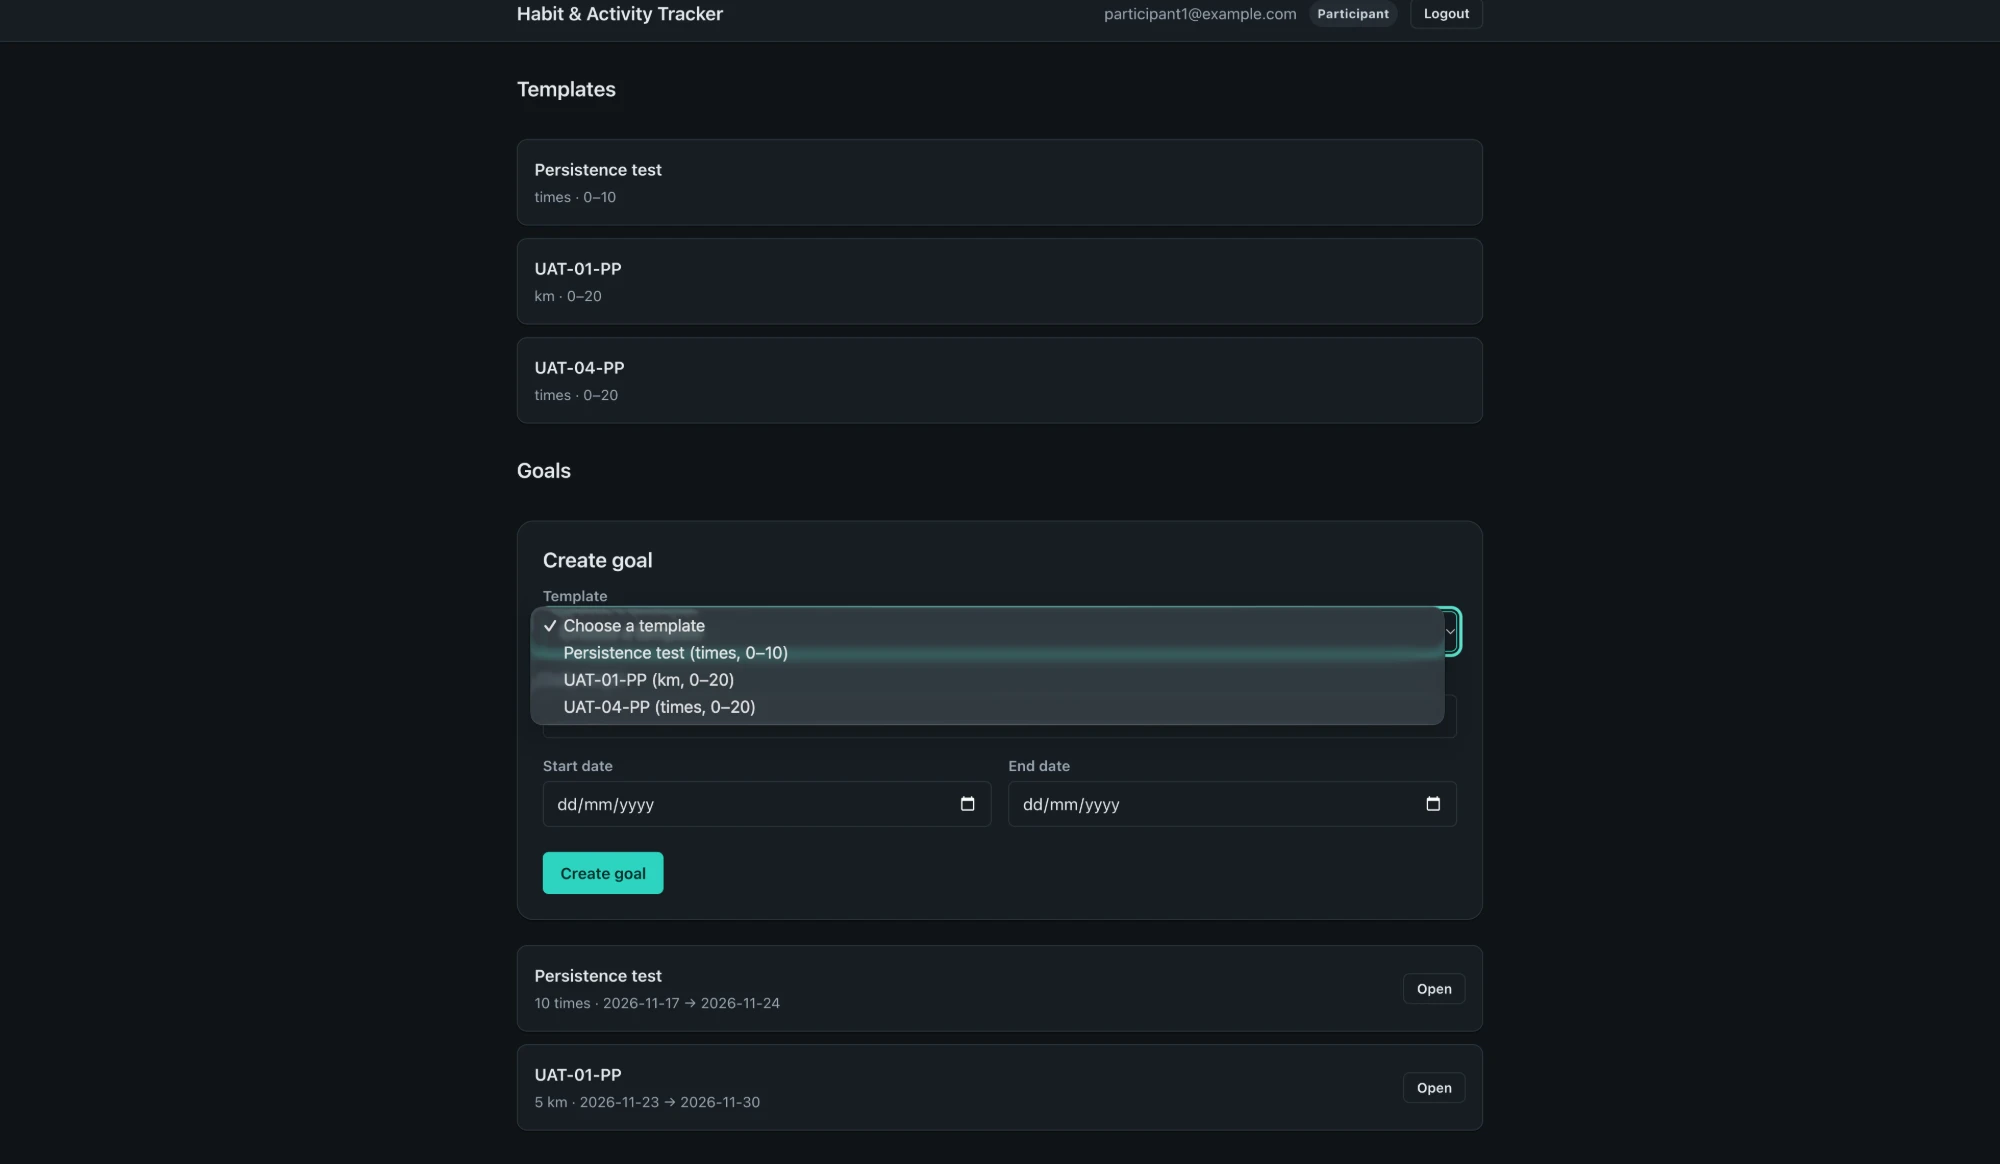 Habit & Activity Tracker
participant1@example.com Participant Logout
Templates
Persistence test
times · 0–10
UAT-01-PP
km · 0–20
UAT-04-PP
times · 0–20
Goals
Create goal
Template
✓ Choose a template
Persistence test (times, 0–10)
UAT-01-PP (km, 0–20)
UAT-04-PP (times, 0–20)
Start date End date
dd/mm/yyyy dd/mm/yyyy
Create goal
Persistence test
10 times · 2026-11-17 → 2026-11-24
Open
UAT-01-PP
5 km · 2026-11-23 → 2026-11-30
Open